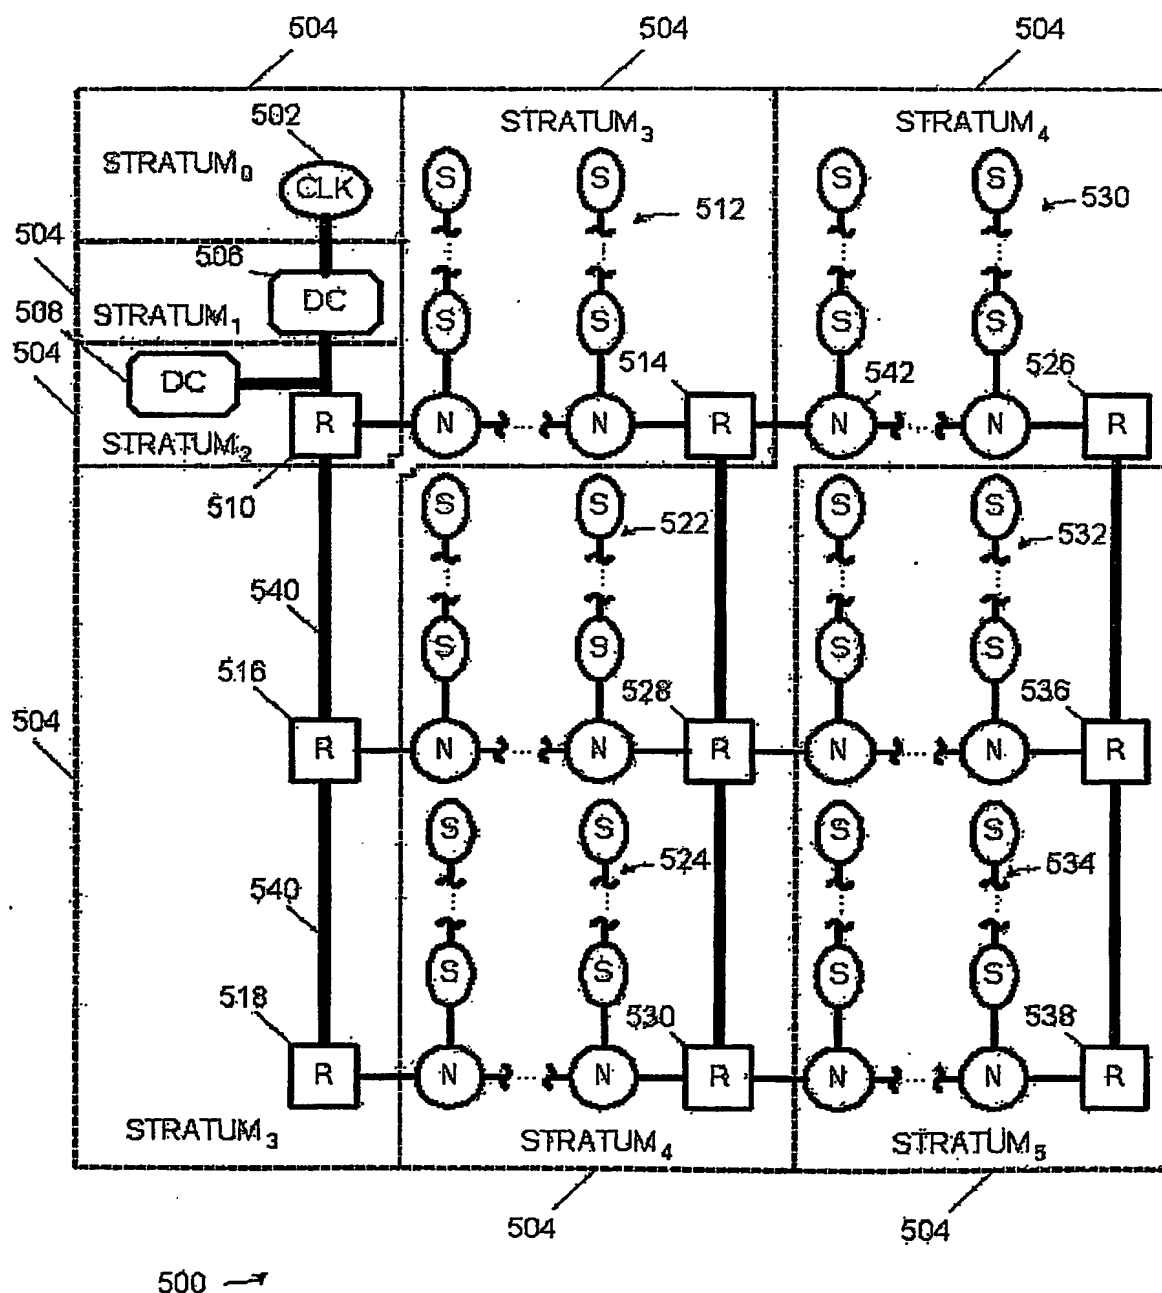 504 504 504
502
STRATUM₀
CLK
STRATUM₃
STRATUM₄
S S S S
512
530
504
506
DC
STRATUM₁
508
S S S S
504
DC
514
542
526
R N ... N R N ... N R
STRATUM₂
510
S S S S
522
532
540
S S S S
516
528
536
504
R N ... N R N ... N R
S S S S
524
534
540
S S S S
518
530
538
R N ... N R N ... N R
STRATUM₃
STRATUM₄
STRATUM₅
504
504
500